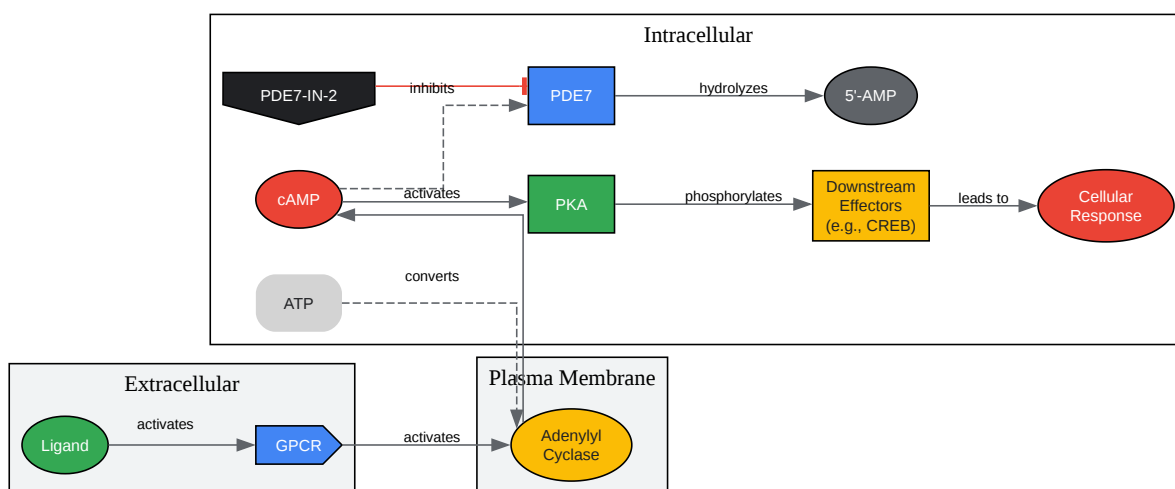 Intracellular
PDE7-IN-2
inhibits
PDE7
hydrolyzes
5'-AMP
cAMP
activates
PKA
phosphorylates
Downstream
Effectors
(e.g., CREB)
leads to
Cellular
Response
ATP
converts
Extracellular
Plasma Membrane
Ligand
activates
GPCR
activates
Adenylyl
Cyclase